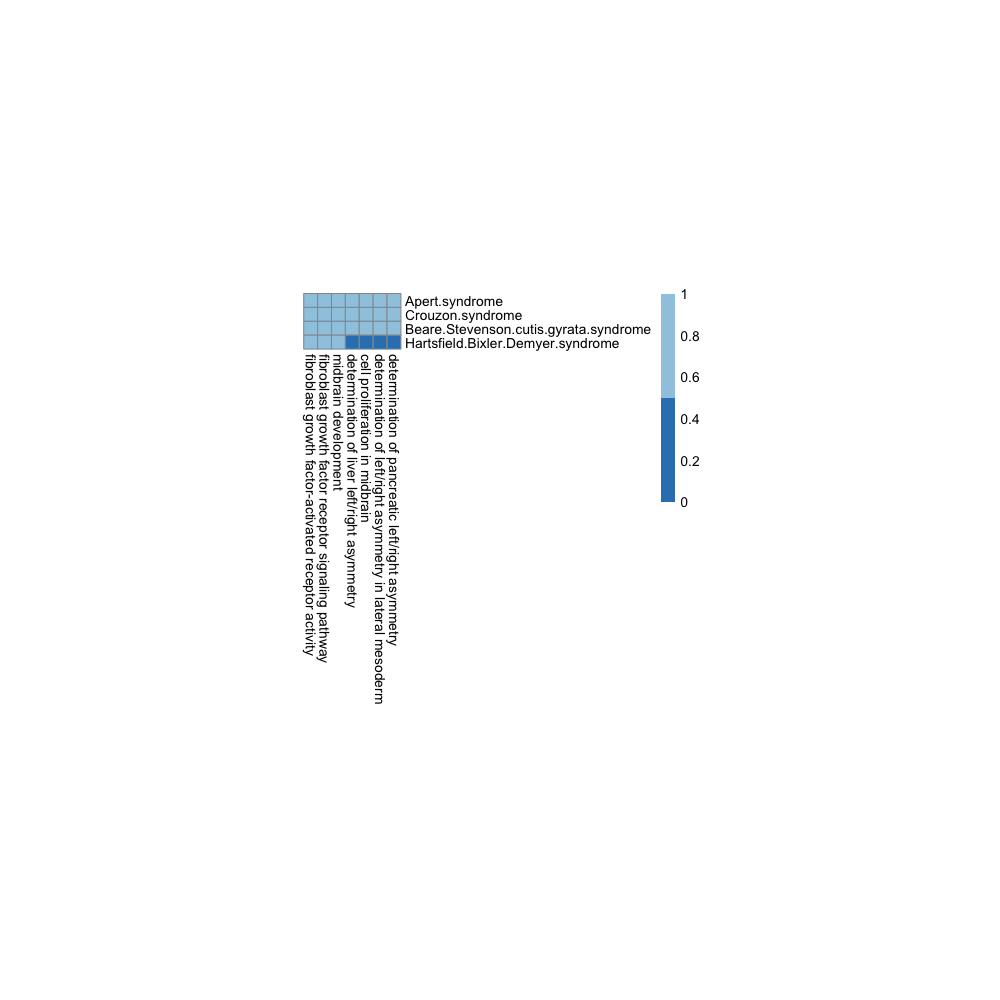 Apert.syndrome
Crouzon.syndrome
Beare.Stevenson.cutis.gyrata.syndrome
Hartsfield.Bixler.Demyer.syndrome
1
0.8
0.6
0.4
0.2
0
fibroblast growth factor-activated receptor activity
fibroblast growth factor receptor signaling pathway
midbrain development
determination of liver left/right asymmetry
cell proliferation in midbrain
determination of left/right asymmetry in lateral mesoderm
determination of pancreatic left/right asymmetry